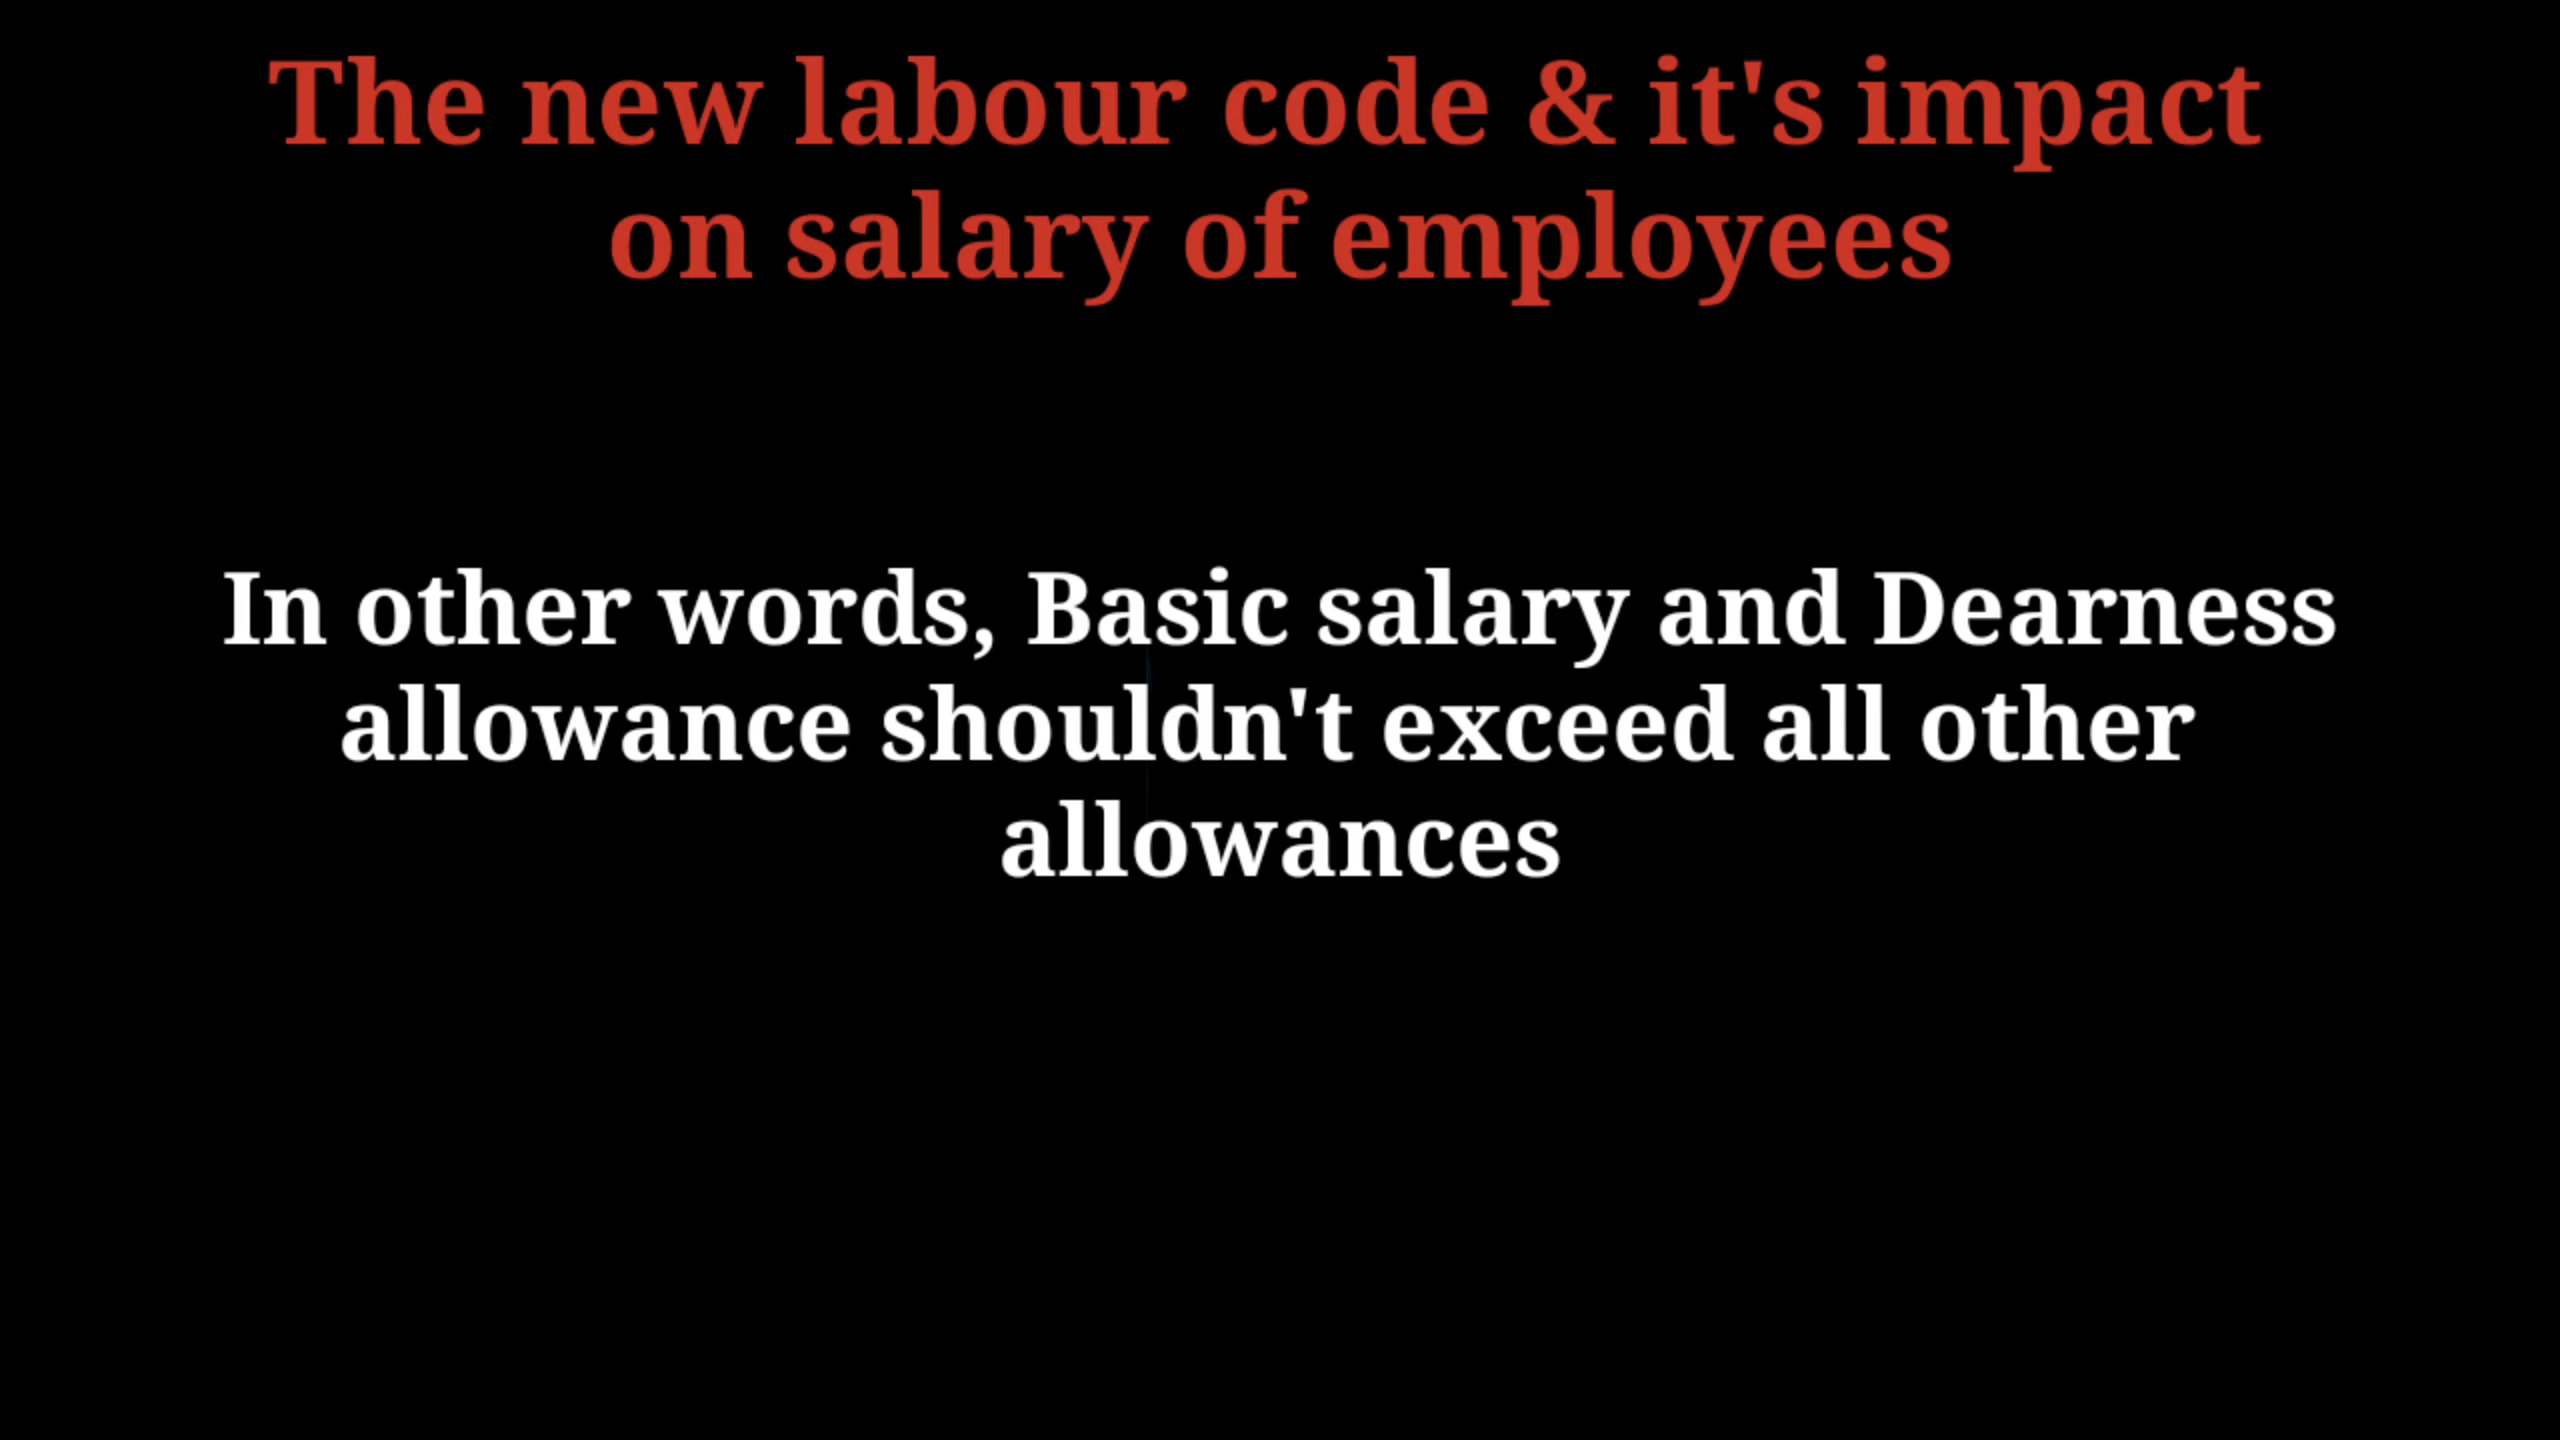 The new labour code & it's impact
on salary of employees
In other words, Basic salary and Dearness
allowance shouldn't exceed all other
allowances